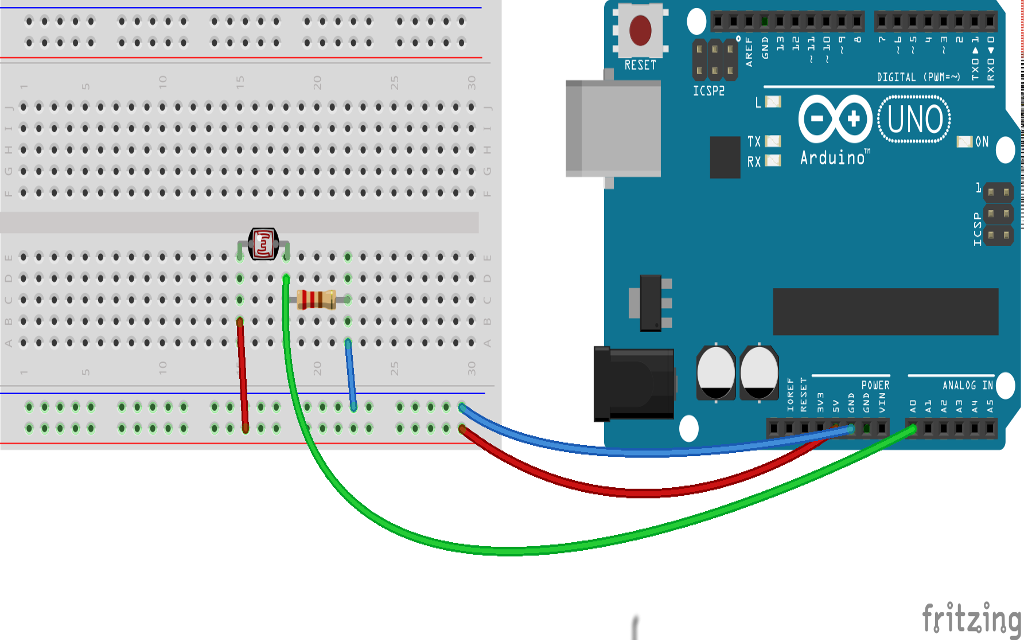 RESET
ICSP2
AREF
GND
13
12
~11
~10
~9
8
7
~6
~5
4
~3
2
TX0▶1
RX0◀0
DIGITAL (PWM=~)
L
TX
RX
Arduino™
UNO
ON
1
ICSP
IOREF
RESET
3V3
5V
GND
GND
VIN
POWER
ANALOG IN
A0
A1
A2
A3
A4
A5
1 5 10 15 20 25 30
J J
I I
H H
G G
F F
E E
D D
C C
B B
A A
1 5 10 20 25 30
fritzing